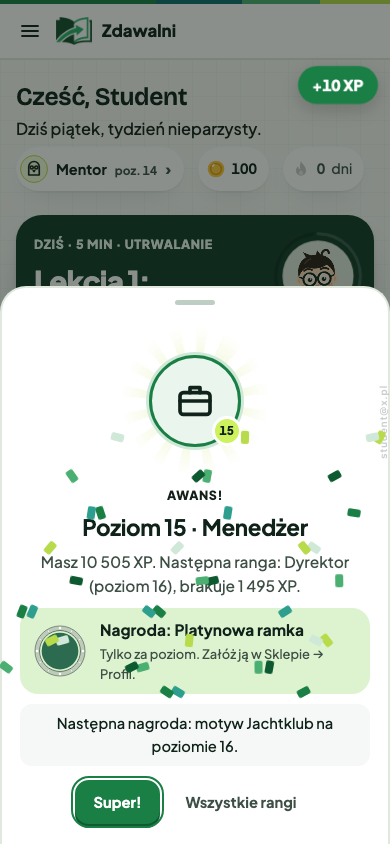 Zdawalni
+10 XP
Cześć, Student
Dziś piątek, tydzień nieparzysty.
Mentor poz. 14 ›
100
0 dni
DZIŚ · 5 MIN · UTRWALANIE
Lekcja 1:
student@x.pl
15
AWANS!
Poziom 15 · Menedżer
Masz 10 505 XP. Następna ranga: Dyrektor
(poziom 16), brakuje 1 495 XP.
Nagroda: Platynowa ramka
Tylko za poziom. Załóż ją w Sklepie →
Profil.
Następna nagroda: motyw Jachtklub na
poziomie 16.
Super!
Wszystkie rangi